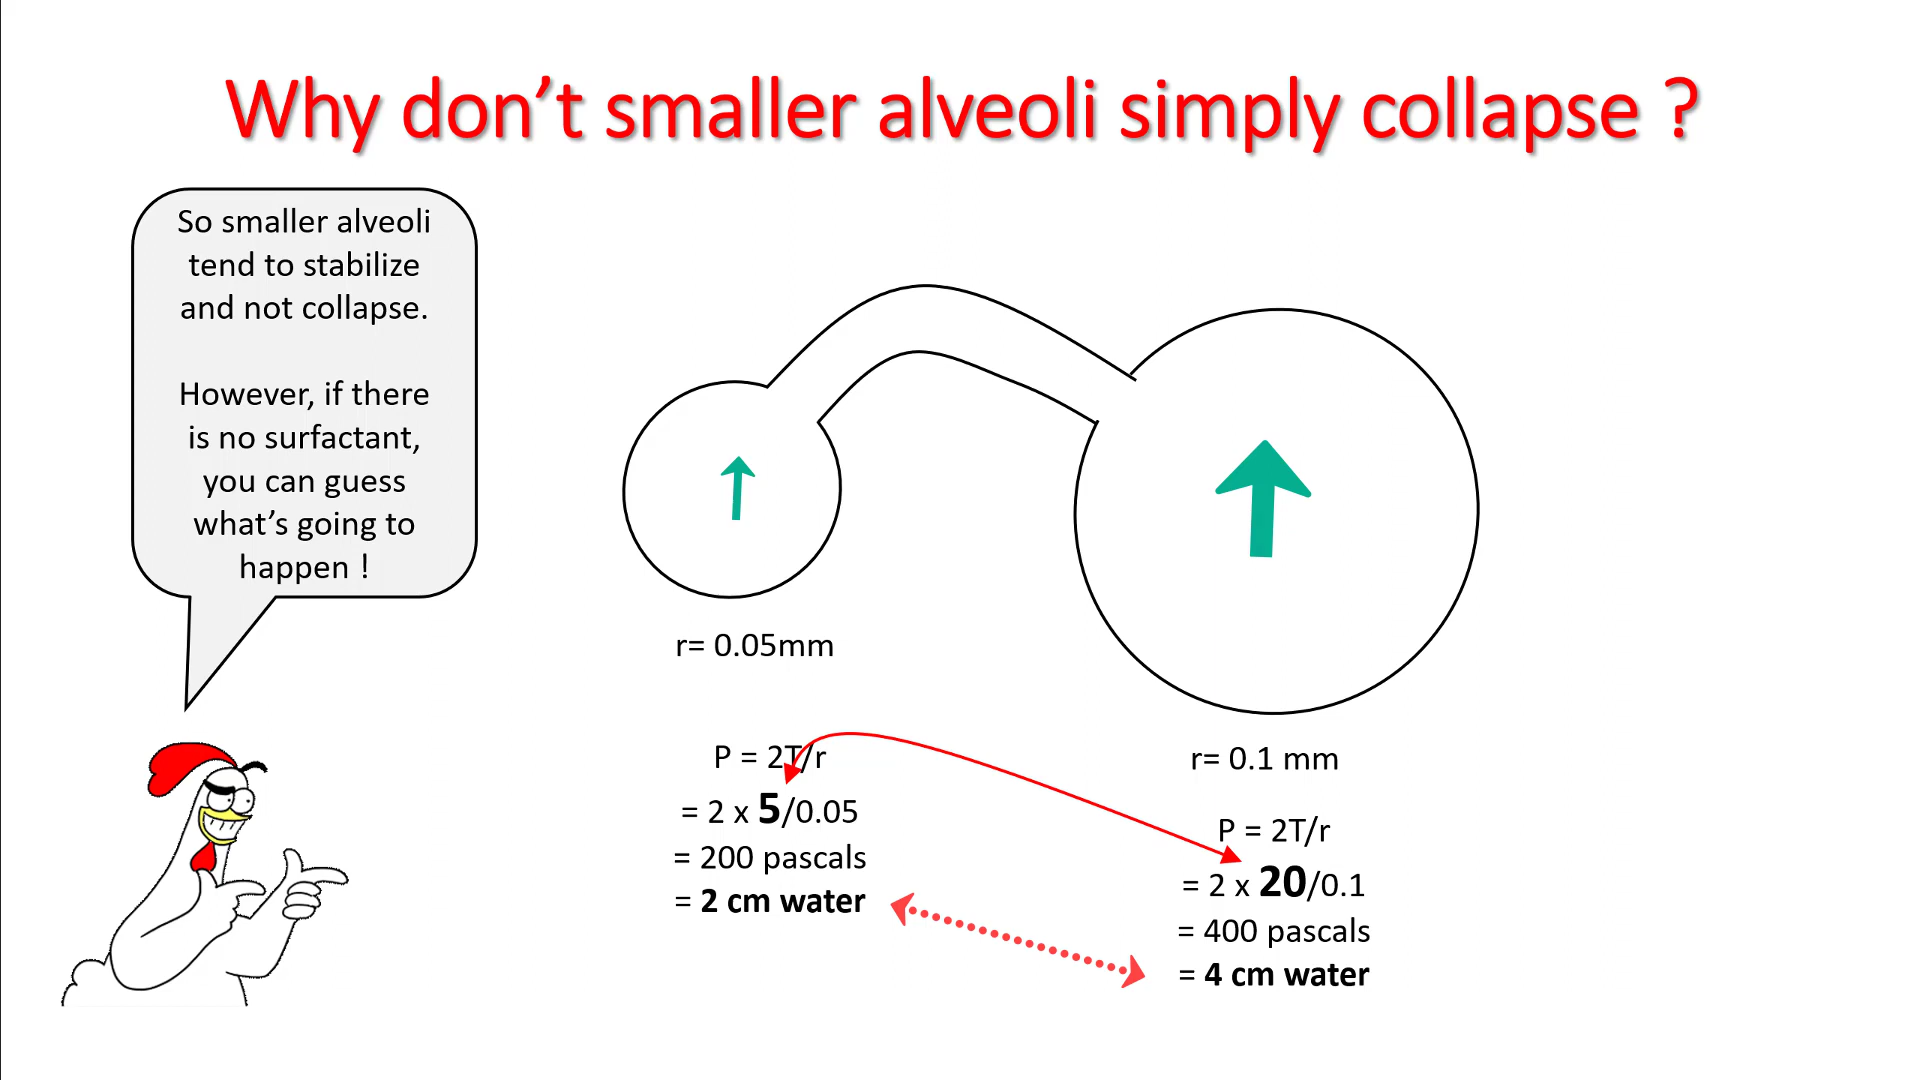 Why don’t smaller alveoli simply collapse ?
So smaller alveoli
tend to stabilize
and not collapse.
However, if there
is no surfactant,
you can guess
what’s going to
happen !
r= 0.05mm
P = 2T/r
= 2 x 5/0.05
= 200 pascals
= 2 cm water
r= 0.1 mm
P = 2T/r
= 2 x 20/0.1
= 400 pascals
= 4 cm water